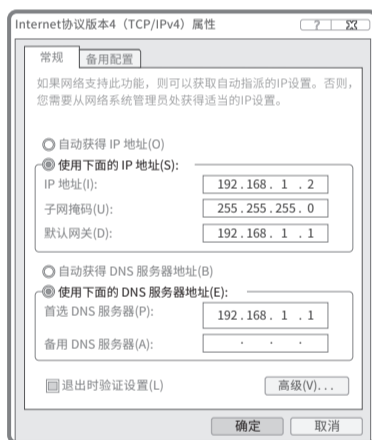 Internet协议版本4（TCP/IPv4）属性
常规 备用配置
如果网络支持此功能，则可以获取自动指派的IP设置。否则，
您需要从网络系统管理员处获得适当的IP设置。
自动获得 IP 地址(O)
使用下面的 IP 地址(S):
IP 地址(I): 192.168. 1 . 2
子网掩码(U): 255.255.255. 0
默认网关(D): 192.168. 1 . 1
自动获得 DNS 服务器地址(B)
使用下面的 DNS 服务器地址(E):
首选 DNS 服务器(P): 192.168. 1 . 1
备用 DNS 服务器(A): . . .
退出时验证设置(L) 高级(V)...
确定 取消